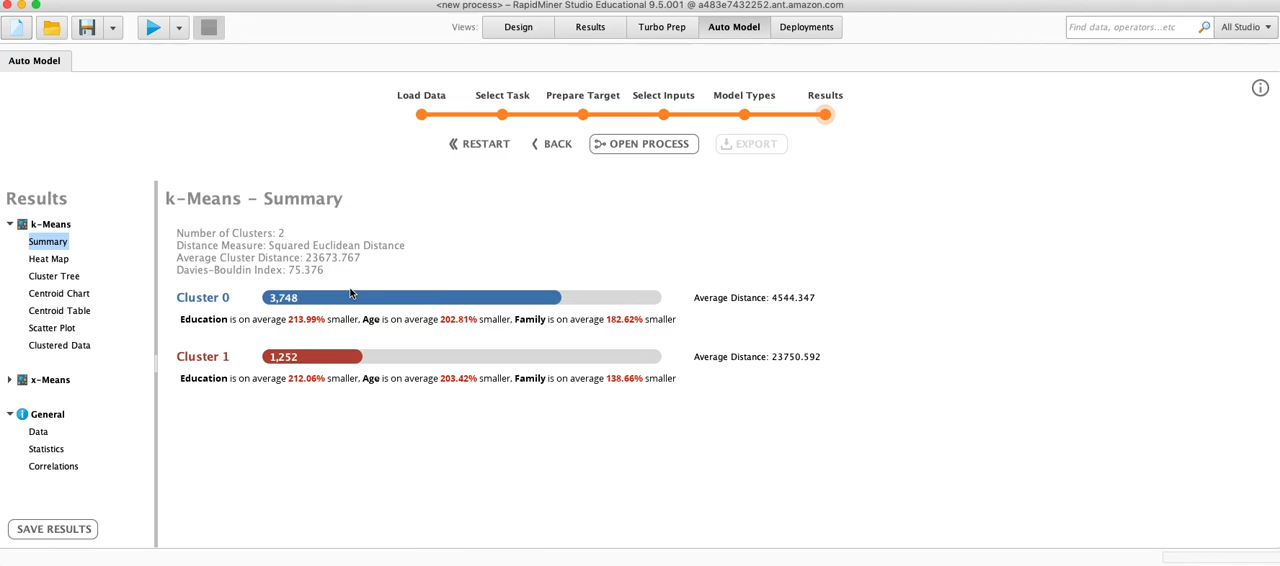 <new process> – RapidMiner Studio Educational 9.5.001 @ a483e7432252.ant.amazon.com
Views: Design Results Turbo Prep Auto Model Deployments Find data, operators...etc All Studio
Auto Model
Load Data Select Task Prepare Target Select Inputs Model Types Results
RESTART BACK OPEN PROCESS EXPORT
Results
k-Means
Summary
Heat Map
Cluster Tree
Centroid Chart
Centroid Table
Scatter Plot
Clustered Data
x-Means
General
Data
Statistics
Correlations
SAVE RESULTS
k-Means – Summary
Number of Clusters: 2
Distance Measure: Squared Euclidean Distance
Average Cluster Distance: 23673.767
Davies-Bouldin Index: 75.376
Cluster 0 3,748 Average Distance: 4544.347
Education is on average 213.99% smaller, Age is on average 202.81% smaller, Family is on average 182.62% smaller
Cluster 1 1,252 Average Distance: 23750.592
Education is on average 212.06% smaller, Age is on average 203.42% smaller, Family is on average 138.66% smaller